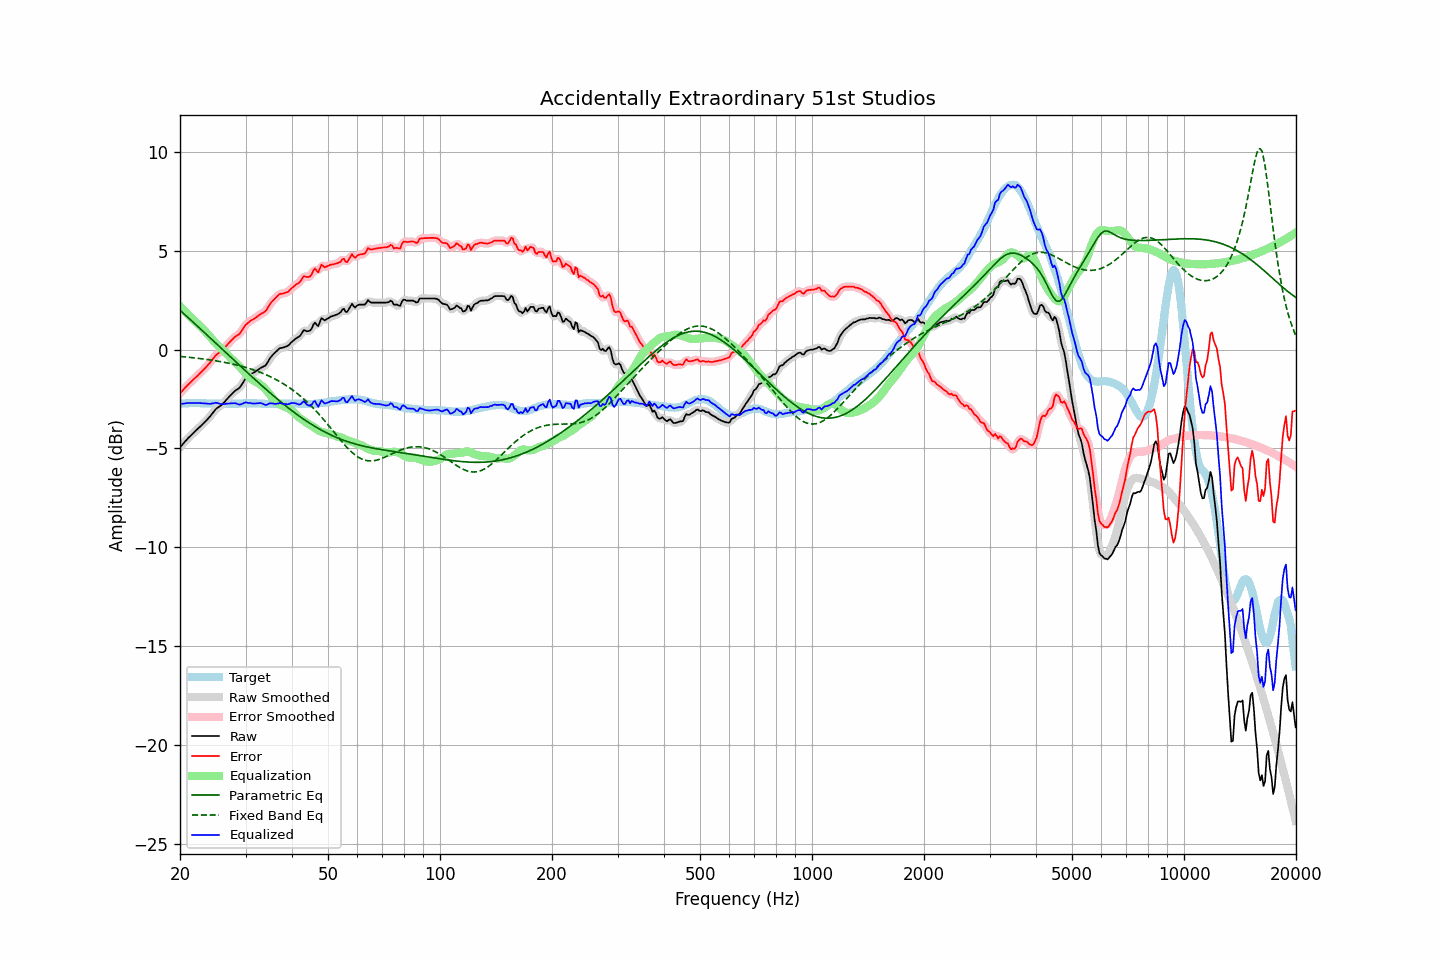 Accidentally Extraordinary 51st Studios
10
5
0
−5
−10
−15
−20
−25
Amplitude (dBr)
Target
Raw Smoothed
Error Smoothed
Raw
Error
Equalization
Parametric Eq
Fixed Band Eq
Equalized
20 50 100 200 500 1000 2000 5000 10000 20000
Frequency (Hz)